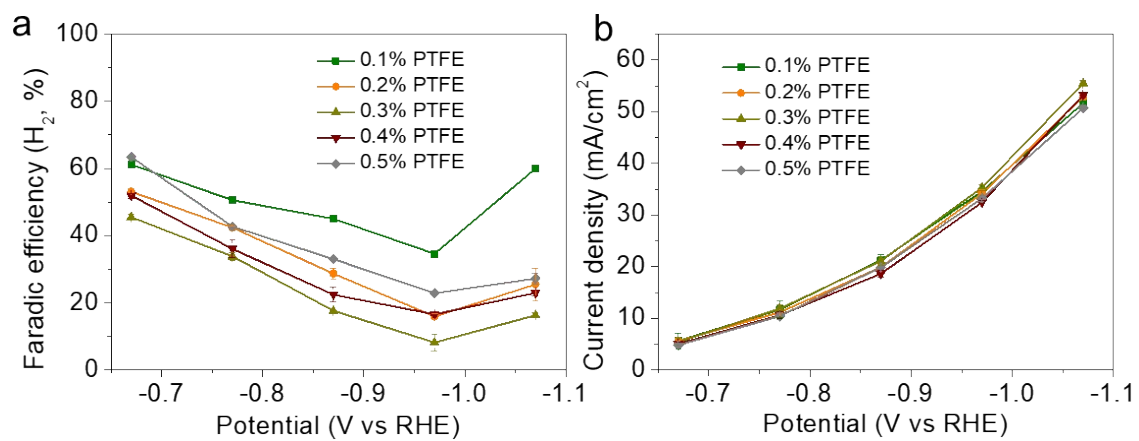 a
Faradic efficiency (H₂, %)
100
80
60
40
20
0
0.1% PTFE
0.2% PTFE
0.3% PTFE
0.4% PTFE
0.5% PTFE
-0.7 -0.8 -0.9 -1.0 -1.1
Potential (V vs RHE)
b
Current density (mA/cm²)
60
50
40
30
20
10
0
0.1% PTFE
0.2% PTFE
0.3% PTFE
0.4% PTFE
0.5% PTFE
-0.7 -0.8 -0.9 -1.0 -1.1
Potential (V vs RHE)